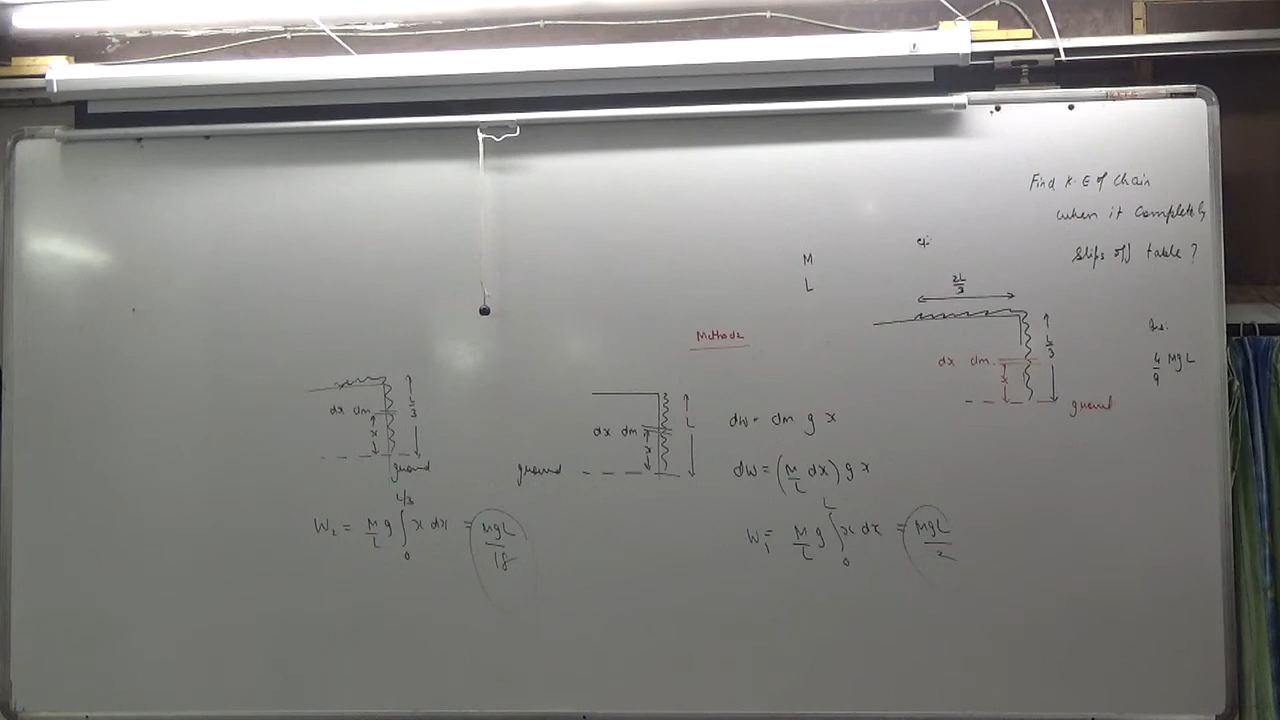 Find K.E of Chain
when it completely
slips off table ?
eg:
M
L
2L/3
L/3
dx dm
x
ground
Ans:
4/9 MgL
Method 2
L/3
dx dm
x
ground
W₂ = M/L g ∫₀^{L/3} x dx = MgL/18
L
dx dm
x
ground
dw = dm g x
dw = (M/L dx) g x
W₁ = M/L g ∫₀^L x dx = MgL/2